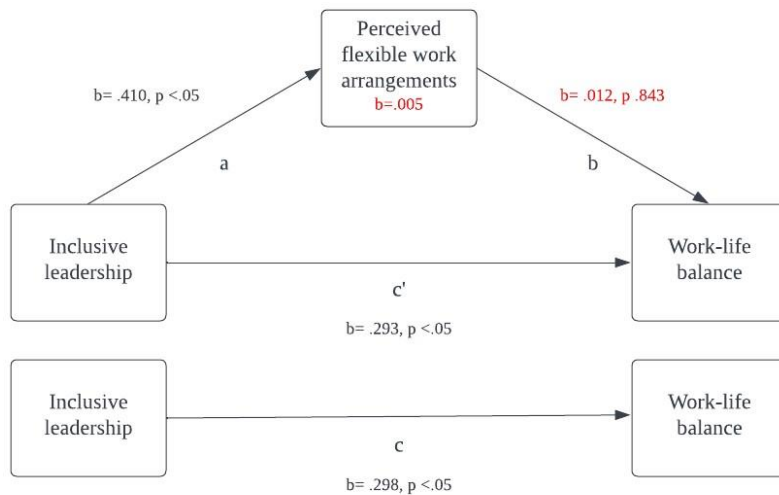 Perceived
flexible work
arrangements
b=.005
b= .410, p <.05
b= .012, p .843
a
b
Inclusive
leadership
Work-life
balance
c'
b= .293, p <.05
Inclusive
leadership
Work-life
balance
c
b= .298, p <.05